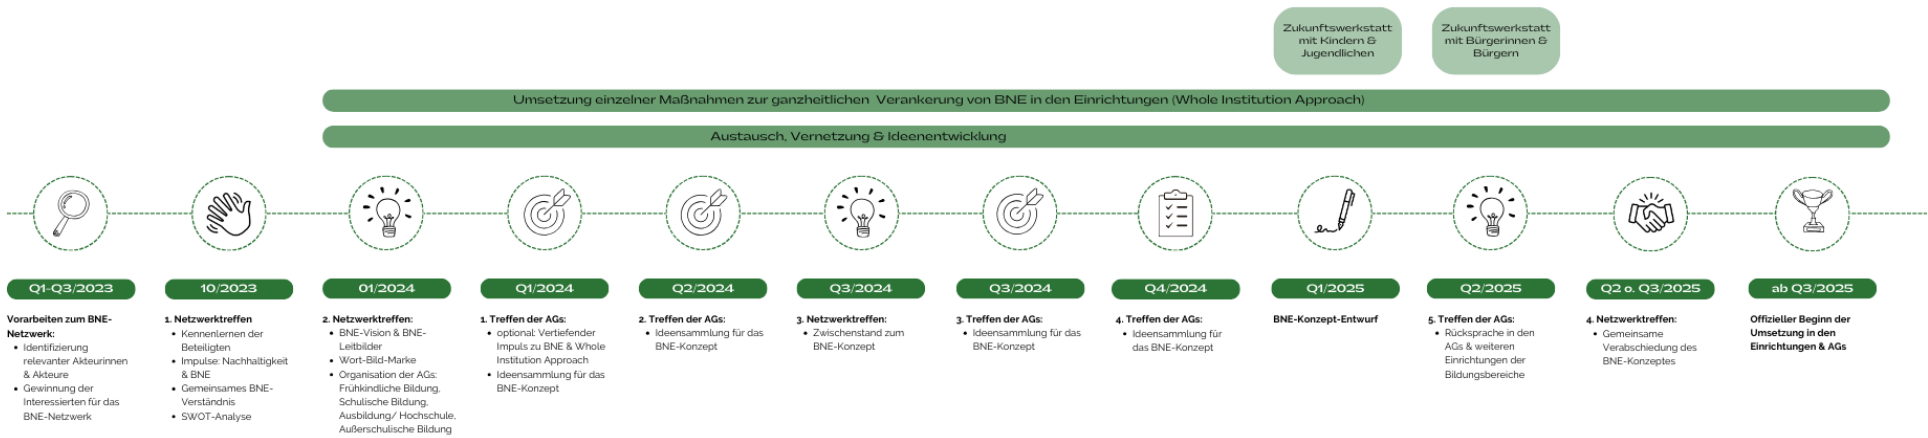 Zukunftswerkstatt
mit Kindern &
Jugendlichen
Zukunftswerkstatt
mit Bürgerinnen &
Bürgern
Umsetzung einzelner Maßnahmen zur ganzheitlichen Verankerung von BNE in den Einrichtungen (Whole Institution Approach)
Austausch, Vernetzung & Ideenentwicklung
Q1-Q3/2023
Vorarbeiten zum BNE-
Netzwerk:
• Identifizierung
relevanter Akteurinnen
& Akteure
• Gewinnung der
Interessierten für das
BNE-Netzwerk
10/2023
1. Netzwerktreffen
• Kennenlernen der
Beteiligten
• Impulse: Nachhaltigkeit
& BNE
• Gemeinsames BNE-
Verständnis
• SWOT-Analyse
01/2024
2. Netzwerktreffen:
• BNE-Vision & BNE-
Leitbilder
• Wort-Bild-Marke
• Organisation der AGs:
Frühkindliche Bildung,
Schulische Bildung,
Ausbildung/ Hochschule,
Außerschulische Bildung
Q1/2024
1. Treffen der AGs:
• optional: Vertiefender
Impuls zu BNE & Whole
Institution Approach
• Ideensammlung für das
BNE-Konzept
Q2/2024
2. Treffen der AGs:
• Ideensammlung für das
BNE-Konzept
Q3/2024
3. Netzwerktreffen:
• Zwischenstand zum
BNE-Konzept
Q3/2024
3. Treffen der AGs:
• Ideensammlung für das
BNE-Konzept
Q4/2024
4. Treffen der AGs:
• Ideensammlung für
das BNE-Konzept
Q1/2025
BNE-Konzept-Entwurf
Q2/2025
5. Treffen der AGs:
• Rücksprache in den
AGs & weiteren
Einrichtungen der
Bildungsbereiche
Q2 o. Q3/2025
4. Netzwerktreffen:
• Gemeinsame
Verabschiedung des
BNE-Konzeptes
ab Q3/2025
Offizieller Beginn der
Umsetzung in den
Einrichtungen & AGs